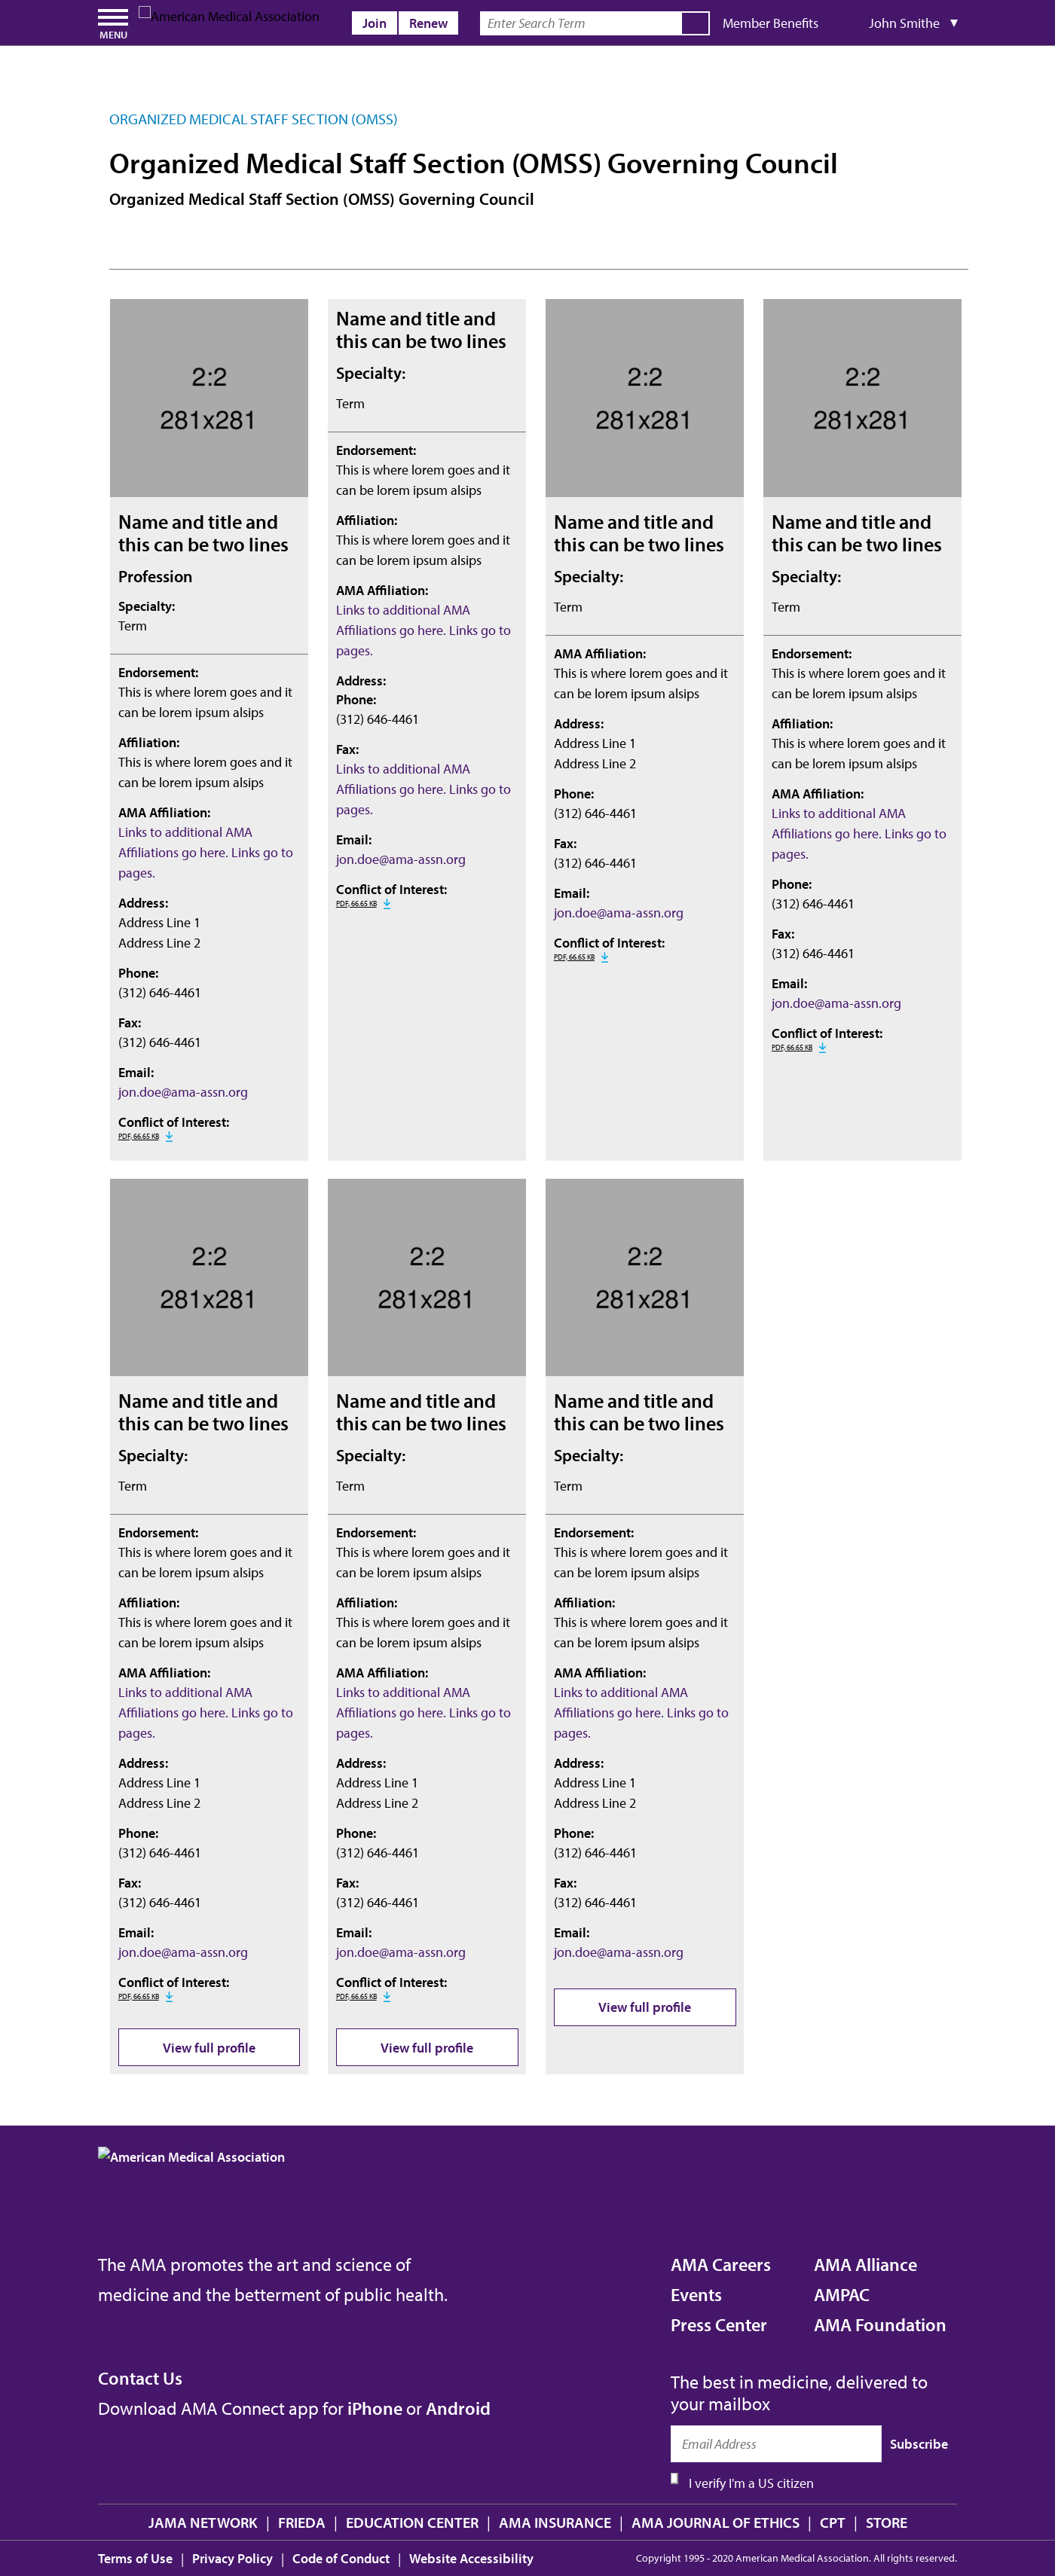 MENU
American Medical Association
Join
Renew
Enter Search Term
Member Benefits
John Smithe ▼
ORGANIZED MEDICAL STAFF SECTION (OMSS)
Organized Medical Staff Section (OMSS) Governing Council
Organized Medical Staff Section (OMSS) Governing Council
2:2
281x281
Name and title and
this can be two lines
Profession
Specialty:
Term
Endorsement:
This is where lorem goes and it
can be lorem ipsum alsips
Affiliation:
This is where lorem goes and it
can be lorem ipsum alsips
AMA Affiliation:
Links to additional AMA
Affiliations go here. Links go to
pages.
Address:
Address Line 1
Address Line 2
Phone:
(312) 646-4461
Fax:
(312) 646-4461
Email:
jon.doe@ama-assn.org
Conflict of Interest:
PDF, 66.65 KB
Name and title and
this can be two lines
Specialty:
Term
Endorsement:
This is where lorem goes and it
can be lorem ipsum alsips
Affiliation:
This is where lorem goes and it
can be lorem ipsum alsips
AMA Affiliation:
Links to additional AMA
Affiliations go here. Links go to
pages.
Address:
Phone:
(312) 646-4461
Fax:
Links to additional AMA
Affiliations go here. Links go to
pages.
Email:
jon.doe@ama-assn.org
Conflict of Interest:
PDF, 66.65 KB
2:2
281x281
Name and title and
this can be two lines
Specialty:
Term
AMA Affiliation:
This is where lorem goes and it
can be lorem ipsum alsips
Address:
Address Line 1
Address Line 2
Phone:
(312) 646-4461
Fax:
(312) 646-4461
Email:
jon.doe@ama-assn.org
Conflict of Interest:
PDF, 66.65 KB
2:2
281x281
Name and title and
this can be two lines
Specialty:
Term
Endorsement:
This is where lorem goes and it
can be lorem ipsum alsips
Affiliation:
This is where lorem goes and it
can be lorem ipsum alsips
AMA Affiliation:
Links to additional AMA
Affiliations go here. Links go to
pages.
Phone:
(312) 646-4461
Fax:
(312) 646-4461
Email:
jon.doe@ama-assn.org
Conflict of Interest:
PDF, 66.65 KB
2:2
281x281
Name and title and
this can be two lines
Specialty:
Term
Endorsement:
This is where lorem goes and it
can be lorem ipsum alsips
Affiliation:
This is where lorem goes and it
can be lorem ipsum alsips
AMA Affiliation:
Links to additional AMA
Affiliations go here. Links go to
pages.
Address:
Address Line 1
Address Line 2
Phone:
(312) 646-4461
Fax:
(312) 646-4461
Email:
jon.doe@ama-assn.org
Conflict of Interest:
PDF, 66.65 KB
View full profile
2:2
281x281
Name and title and
this can be two lines
Specialty:
Term
Endorsement:
This is where lorem goes and it
can be lorem ipsum alsips
Affiliation:
This is where lorem goes and it
can be lorem ipsum alsips
AMA Affiliation:
Links to additional AMA
Affiliations go here. Links go to
pages.
Address:
Address Line 1
Address Line 2
Phone:
(312) 646-4461
Fax:
(312) 646-4461
Email:
jon.doe@ama-assn.org
Conflict of Interest:
PDF, 66.65 KB
View full profile
2:2
281x281
Name and title and
this can be two lines
Specialty:
Term
Endorsement:
This is where lorem goes and it
can be lorem ipsum alsips
Affiliation:
This is where lorem goes and it
can be lorem ipsum alsips
AMA Affiliation:
Links to additional AMA
Affiliations go here. Links go to
pages.
Address:
Address Line 1
Address Line 2
Phone:
(312) 646-4461
Fax:
(312) 646-4461
Email:
jon.doe@ama-assn.org
View full profile
American Medical Association
The AMA promotes the art and science of
medicine and the betterment of public health.
Contact Us
Download AMA Connect app for iPhone or Android
AMA Careers
Events
Press Center
AMA Alliance
AMPAC
AMA Foundation
The best in medicine, delivered to
your mailbox
Email Address
Subscribe
I verify I'm a US citizen
JAMA NETWORK | FRIEDA | EDUCATION CENTER | AMA INSURANCE | AMA JOURNAL OF ETHICS | CPT | STORE
Terms of Use | Privacy Policy | Code of Conduct | Website Accessibility
Copyright 1995 - 2020 American Medical Association. All rights reserved.